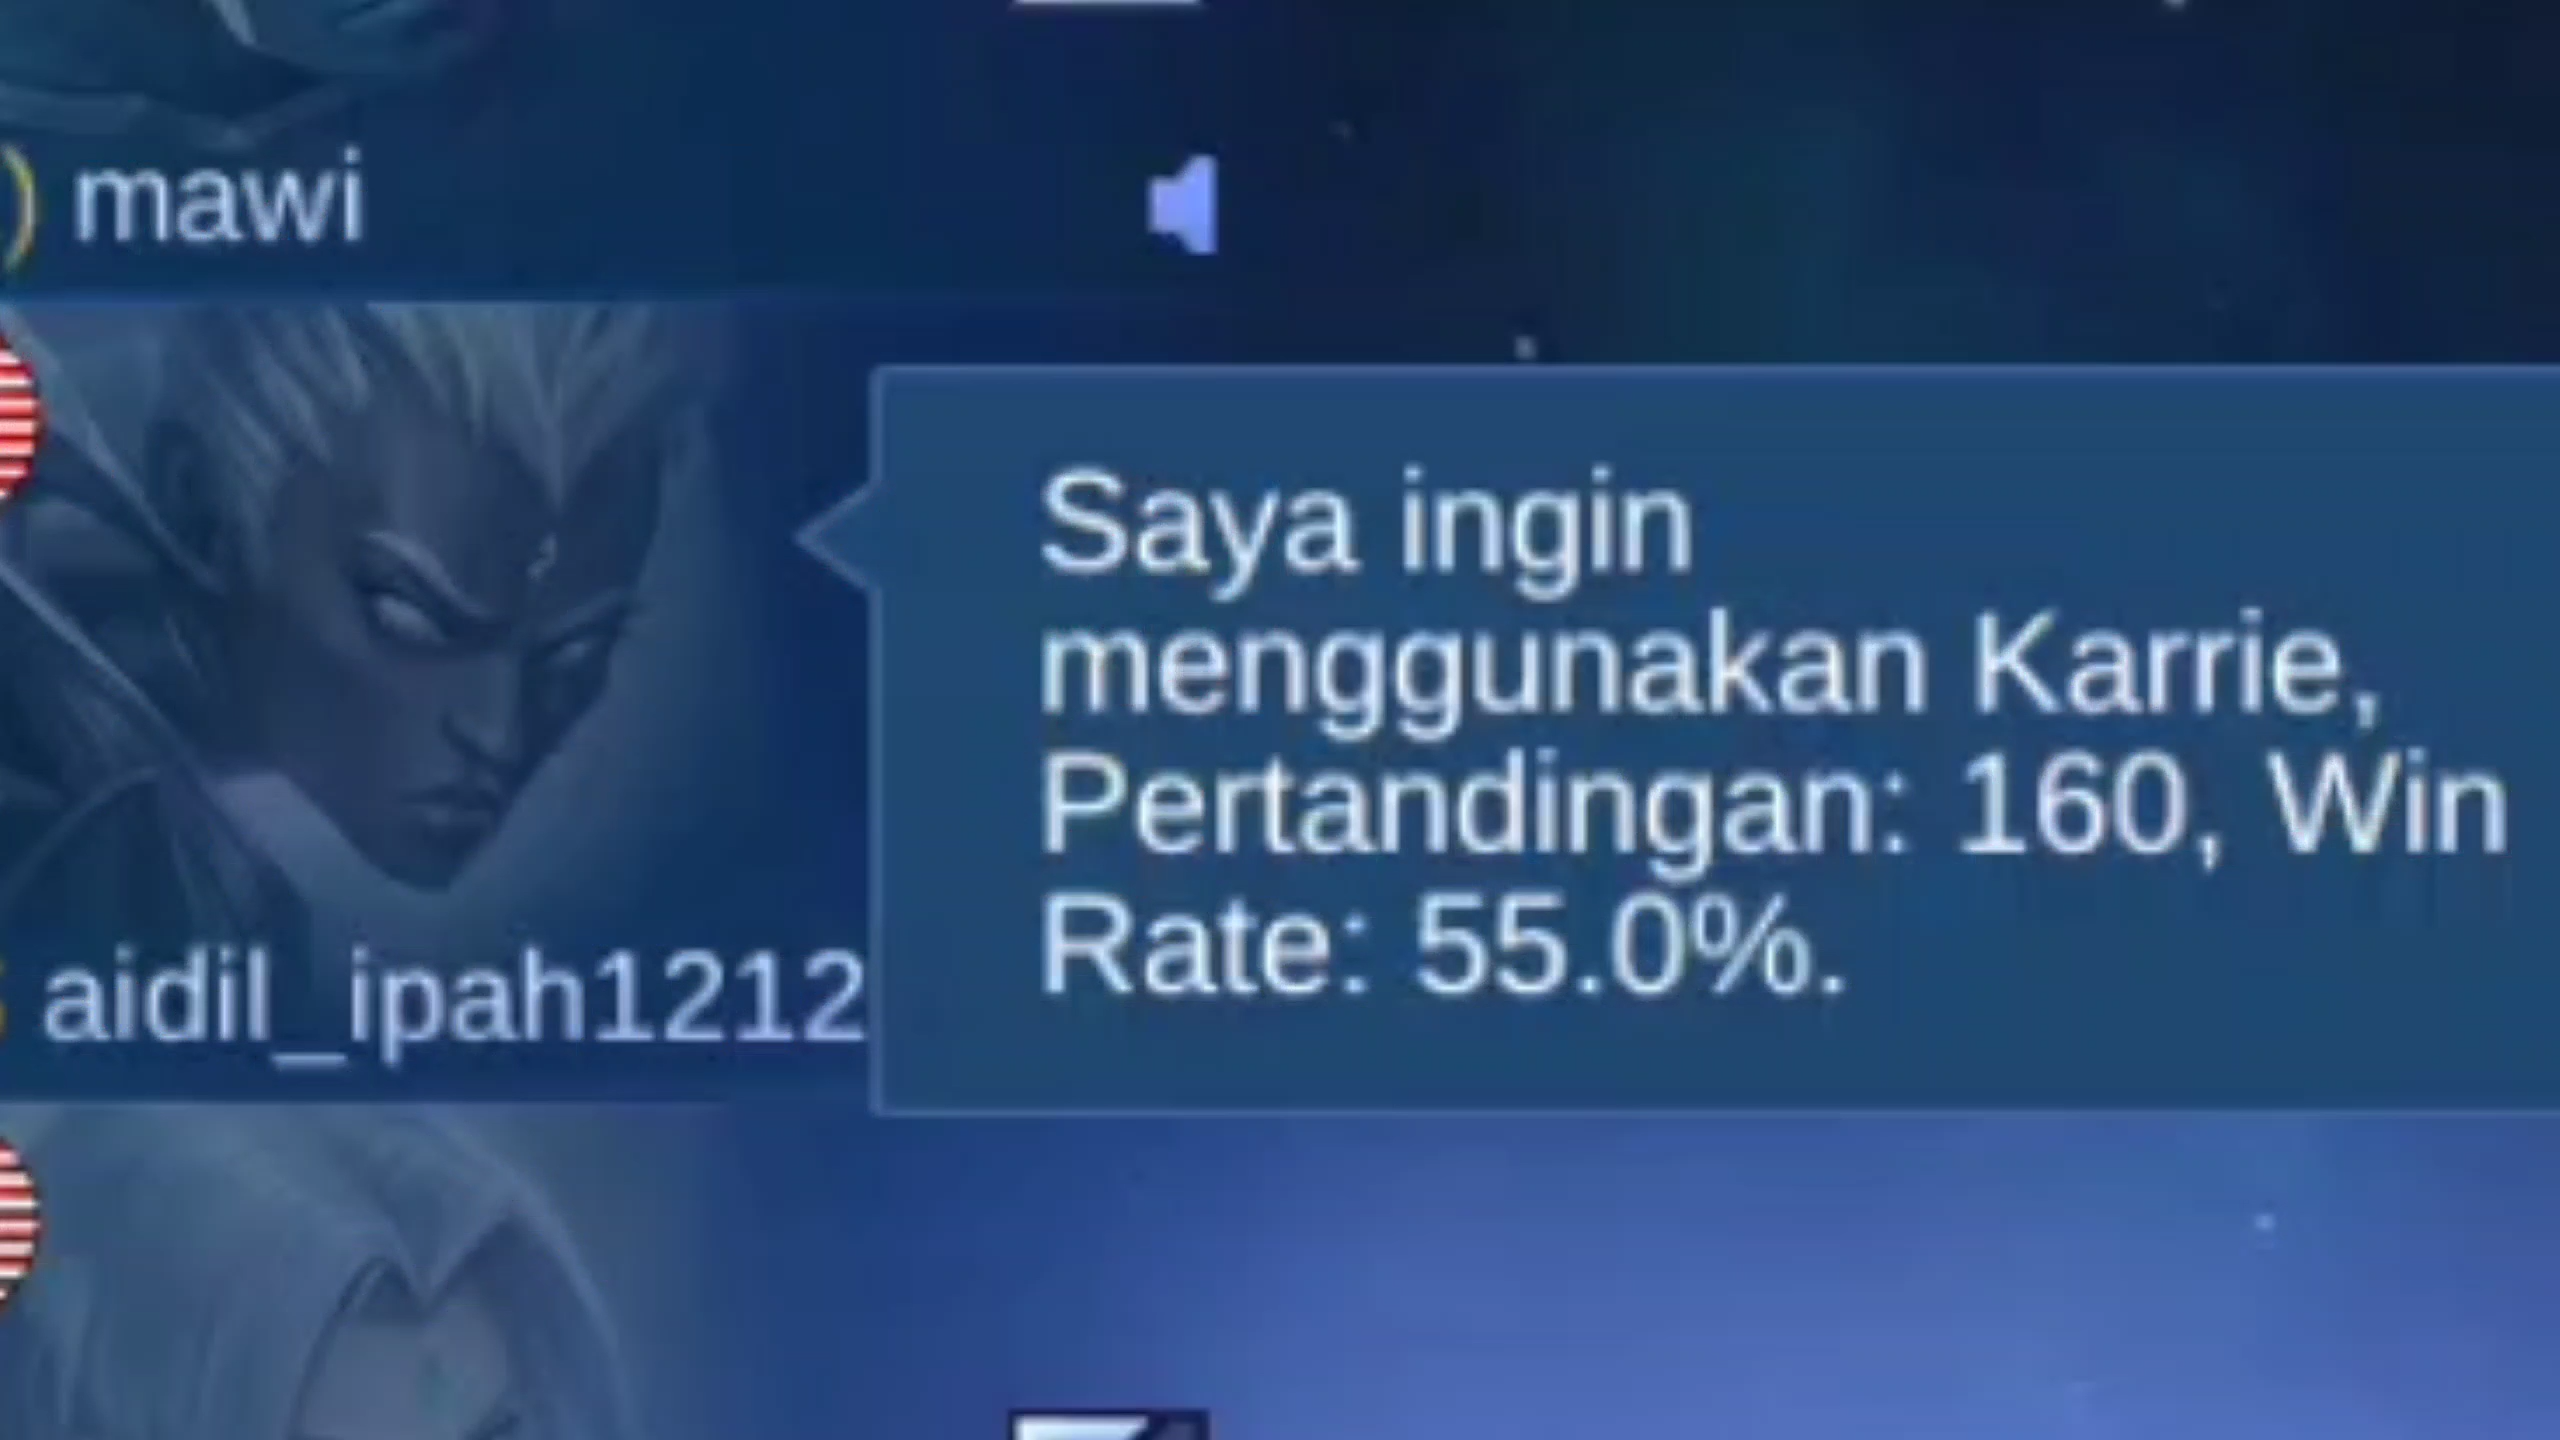 ) mawi
Saya ingin
menggunakan Karrie,
Pertandingan: 160, Win
Rate: 55.0%.
aidil_ipah1212